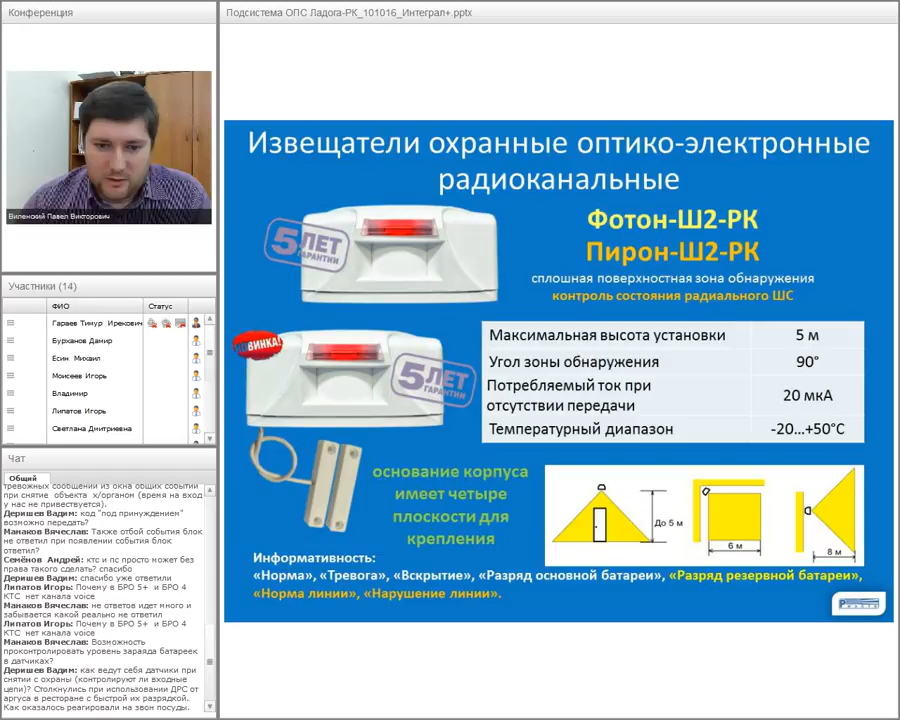 Конференция
Виленский Павел Викторович
Участники (14)
ФИО Статус
Гараев Тимур Ирекович
Бурханов Дамир
Есин Михаил
Моисеев Игорь
Владимир
Липатов Игорь
Светлана Дмитриевна
Чат
Общий
тревожных сообщений из окна общих событий
при снятие объекта х/органом (время на вход
у нас не привествуется).
Деришев Вадим: код "под принуждением"
возможно передать?
Манаков Вячеслав: Также отбой события блок
не ответил при появлении события блок
ответил?
Семёнов Андрей: ктс и пс просто может без
права такого сделать? спасибо
Деришев Вадим: спасибо уже ответили
Липатов Игорь: Почему в БРО 5+ и БРО 4
КТС нет канала voice
Манаков Вячеслав: не ответов идет много и
забывается какой реально не ответил
Липатов Игорь: Почему в БРО 5+ и БРО 4
КТС нет канала voice
Манаков Вячеслав: Возможность
проконтролировать уровень зараяда батареек
в датчиках?
Деришев Вадим: как ведут себя датчики при
снятии с охраны (контролируют ли входные
цепи)? Столкнулись при использовании ДРС от
аргуса в ресторане с быстрой их разрядкой.
Как оказалось реагировали на звон посуды.
Подсистема ОПС Ладога-РК_101016_Интеграл+.pptx
Извещатели охранные оптико-электронные
радиоканальные
5 ЛЕТ
ГАРАНТИИ
Фотон-Ш2-РК
Пирон-Ш2-РК
сплошная поверхностная зона обнаружения
контроль состояния радиального ШС
НОВИНКА!
5 ЛЕТ
ГАРАНТИИ
Максимальная высота установки 5 м
Угол зоны обнаружения 90°
Потребляемый ток при
отсутствии передачи 20 мкА
Температурный диапазон -20...+50°С
основание корпуса
имеет четыре
плоскости для
крепления
До 5 м
6 м
8 м
Информативность:
«Норма», «Тревога», «Вскрытие», «Разряд основной батареи», «Разряд резервной батареи»,
«Норма линии», «Нарушение линии».